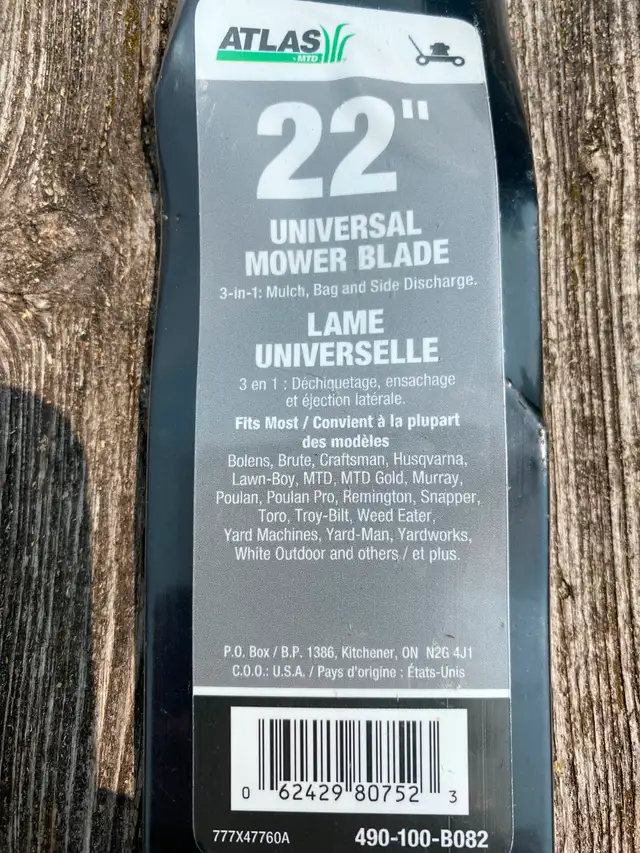 ATLAS
MTD
22"
UNIVERSAL
MOWER BLADE
3-in-1: Mulch, Bag and Side Discharge.
LAME
UNIVERSELLE
3 en 1 : Déchiquetage, ensachage
et éjection latérale.
Fits Most / Convient à la plupart
des modèles
Bolens, Brute, Craftsman, Husqvarna,
Lawn-Boy, MTD, MTD Gold, Murray,
Poulan, Poulan Pro, Remington, Snapper,
Toro, Troy-Bilt, Weed Eater,
Yard Machines, Yard-Man, Yardworks,
White Outdoor and others / et plus.
P.O. Box / B.P. 1386, Kitchener, ON N2G 4J1
C.O.O.: U.S.A. / Pays d'origine : États-Unis
0 62429 80752 3
777X47760A 490-100-B082